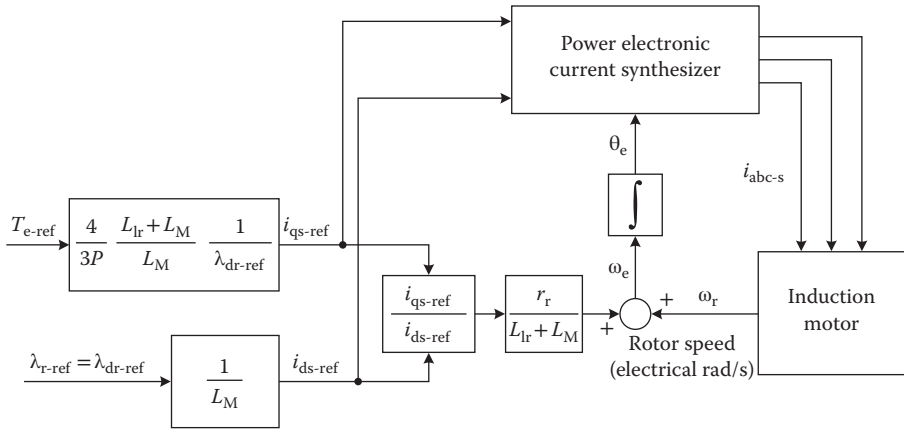 Power electronic
current synthesizer
θe
iabc-s
∫
Te-ref
4/3P Llr + LM/LM 1/λdr-ref
iqs-ref
ωe
iqs-ref/ids-ref
rr/Llr + LM
+
+
ωr
Induction
motor
Rotor speed
(electrical rad/s)
λr-ref = λdr-ref
1/LM
ids-ref